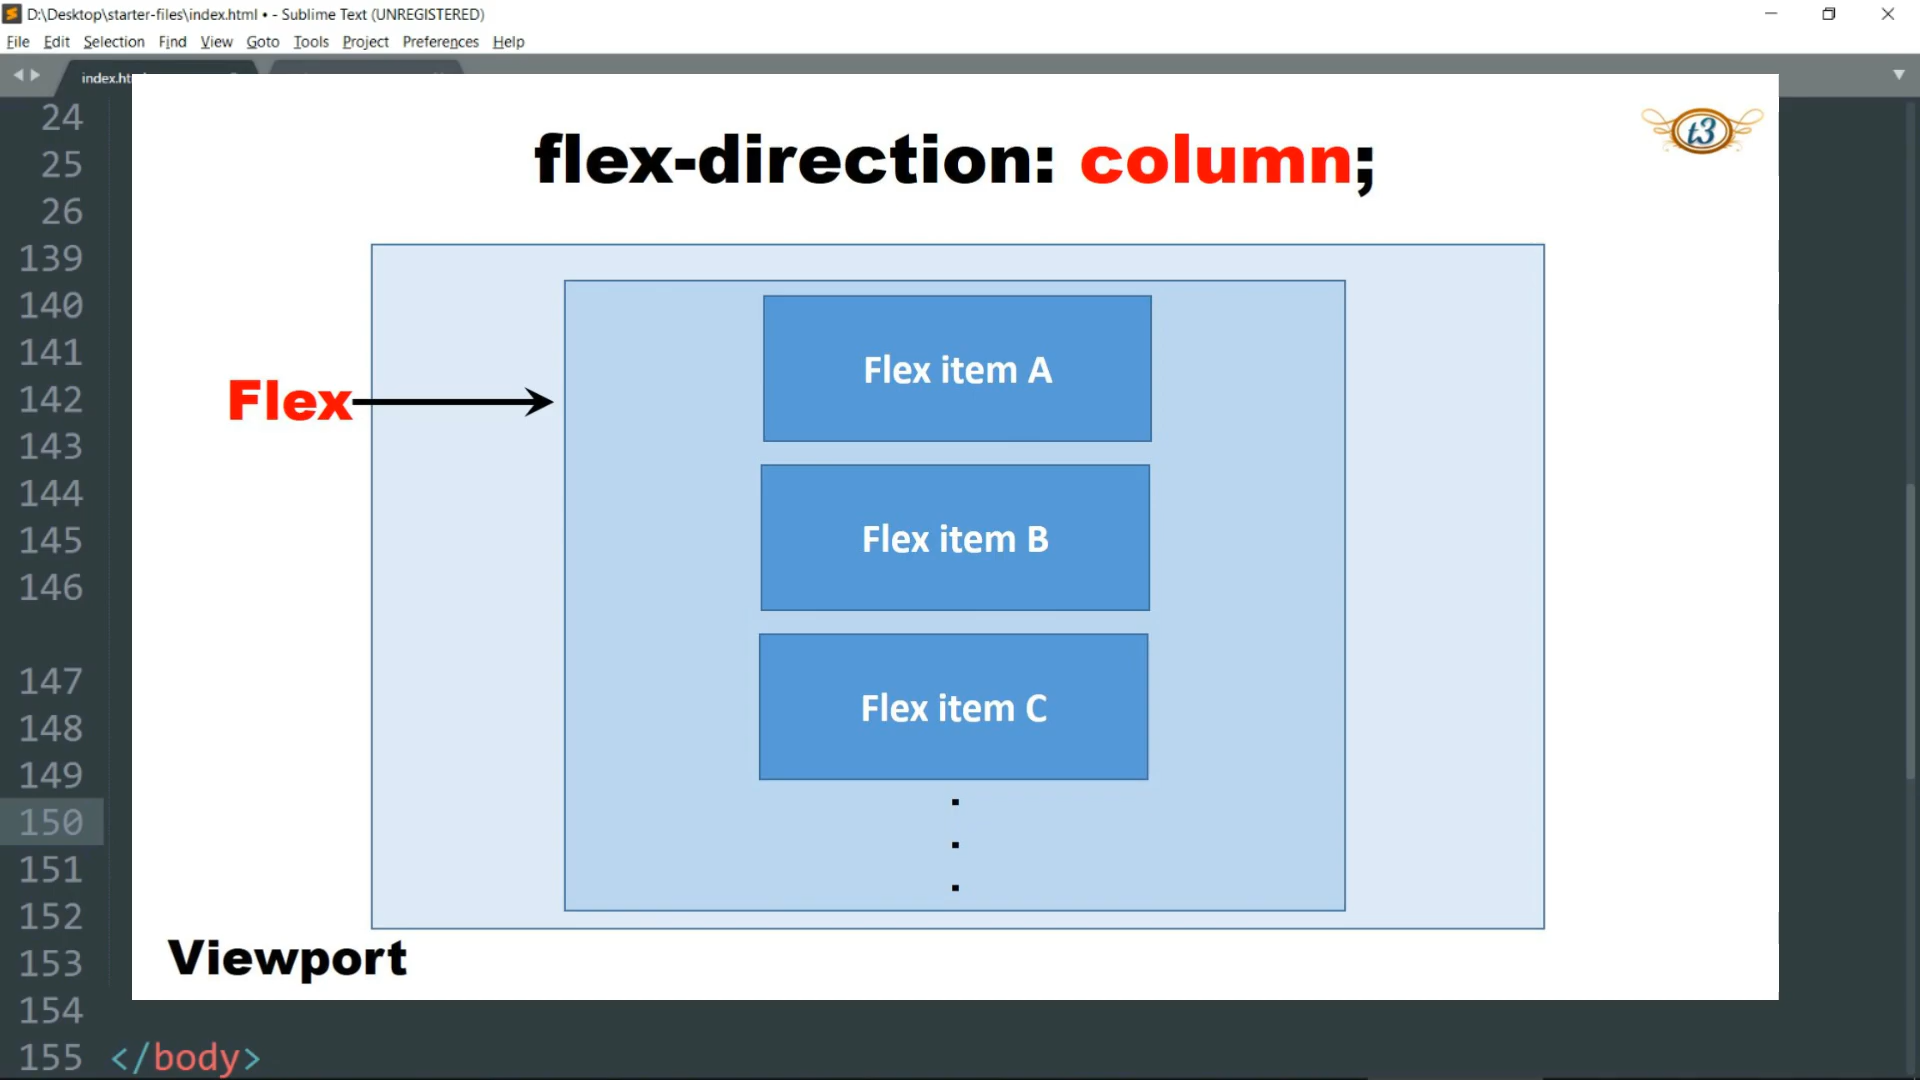 D:\Desktop\starter-files\index.html • - Sublime Text (UNREGISTERED)
File Edit Selection Find View Goto Tools Project Preferences Help
24
25
26
139
140
141
142
143
144
145
146
147
148
149
150
151
152
153
154
155 </body>
t3
flex-direction: column;
Flex
Flex item A
Flex item B
Flex item C
.
.
.
Viewport